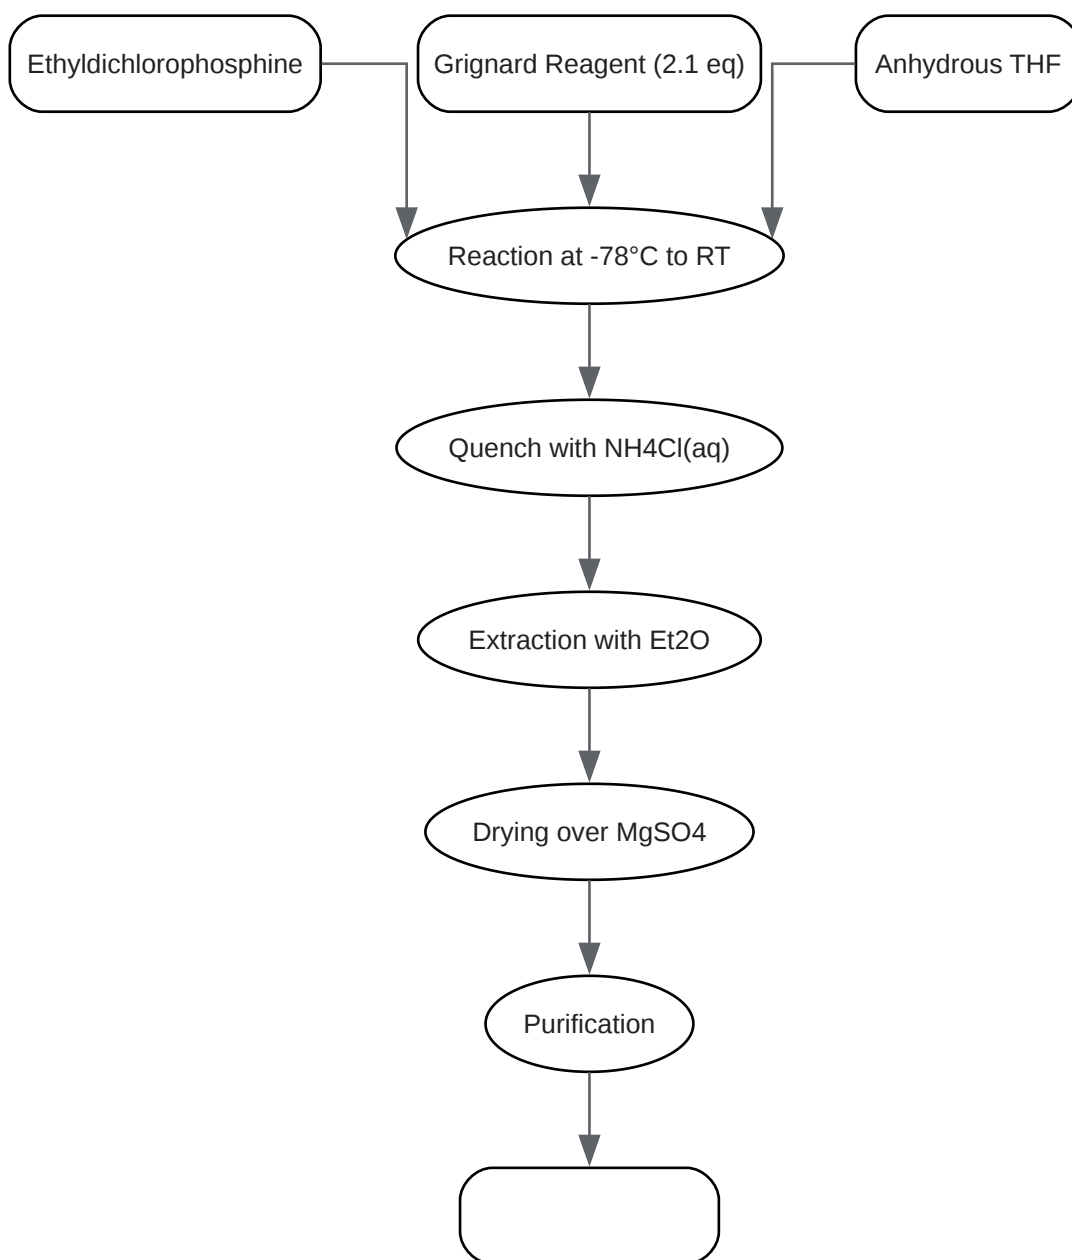 Ethyldichlorophosphine
Grignard Reagent (2.1 eq)
Anhydrous THF
Reaction at -78°C to RT
Quench with NH4Cl(aq)
Extraction with Et2O
Drying over MgSO4
Purification